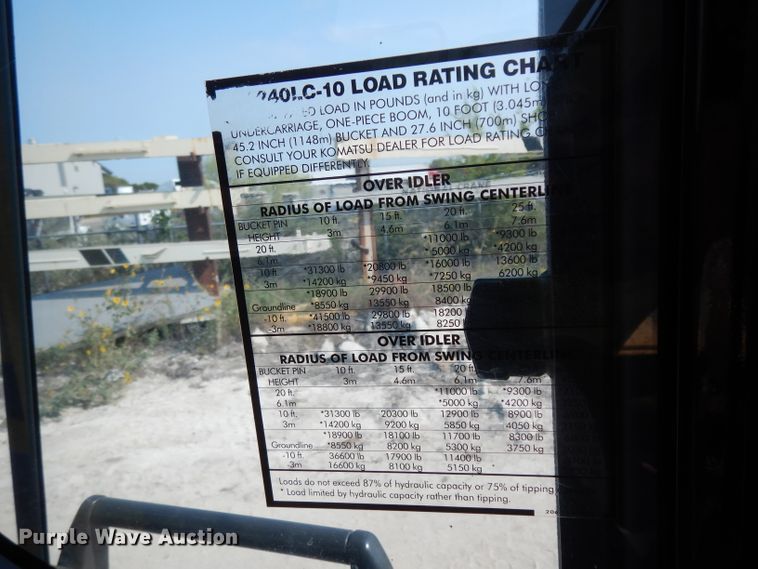 240LC-10 LOAD RATING CHART
LOAD IN POUNDS (and in kg) WITH
UNDERCARRIAGE, ONE-PIECE BOOM, 10 FOOT (3.045m)
45.2 INCH (1148m) BUCKET AND 27.6 INCH (700m)
CONSULT YOUR KOMATSU DEALER FOR LOAD RATING
IF EQUIPPED DIFFERENTLY.
OVER IDLER
RADIUS OF LOAD FROM SWING CENTERLINE
BUCKET PIN 10 ft. 15 ft. 20 ft. 25 ft.
HEIGHT 3m 4.6m 6.1m 7.6m
20 ft. *11000 lb *9300 lb
6.1m *5000 kg *4200 kg
10 ft. *31300 lb *20800 lb *16000 lb 13600 lb
3m *14200 kg *9450 kg *7250 kg 6200 kg
*18900 lb 29900 lb 18500 lb
Groundline *8550 kg 13550 kg 8400 kg
-10 ft. *41500 lb 29800 lb 18200
-3m *18800 kg 13550 kg 8250
OVER IDLER
RADIUS OF LOAD FROM SWING CENTERLINE
BUCKET PIN 10 ft. 15 ft. 20 ft.
HEIGHT 3m 4.6m 6.1m 7.6m
20 ft. *11000 lb *9300 lb
6.1m *5000 kg *4200 kg
10 ft. *31300 lb 20300 lb 12900 lb 8900 lb
3m *14200 kg 9200 kg 5850 kg 4050 kg
*18900 lb 18100 lb 11700 lb 8300 lb
Groundline *8550 kg 8200 kg 5300 kg 3750 kg
-10 ft. 36600 lb 17900 lb 11400 lb
-3m 16600 kg 8100 kg 5150 kg
Loads do not exceed 87% of hydraulic capacity or 75% of tipping
* Load limited by hydraulic capacity rather than tipping.
Purple Wave Auction